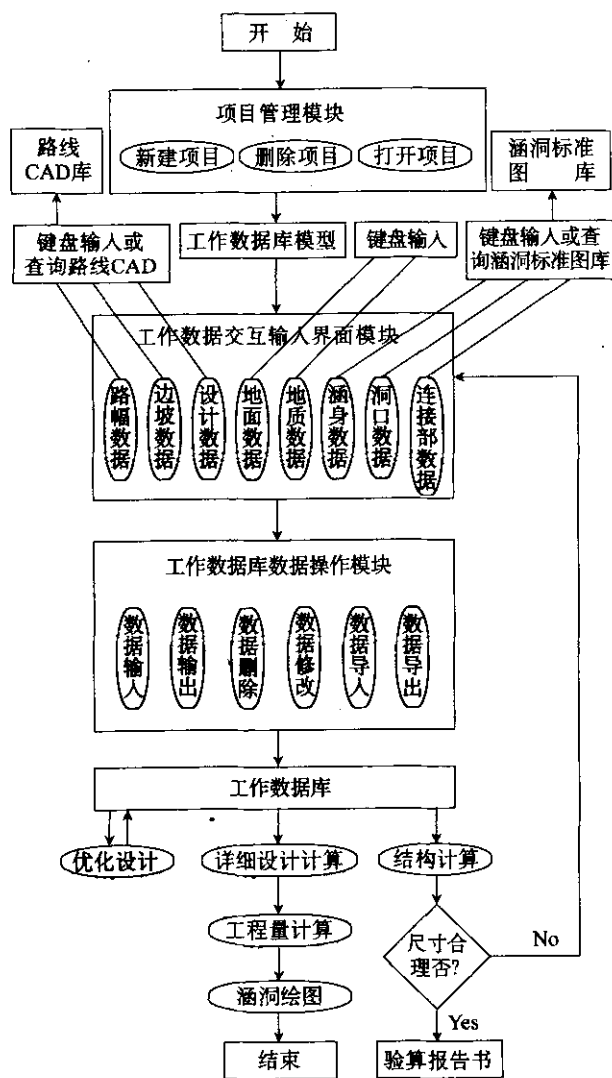 开 始
项目管理模块
新建项目 删除项目 打开项目
路线
CAD库
涵洞标准
图 库
键盘输入或
查询路线CAD
工作数据库模型
键盘输入
键盘输入或查
询涵洞标准图库
工作数据交互输入界面模块
路幅数据
边坡数据
设计数据
地面数据
地质数据
涵身数据
洞口数据
连接部数据
工作数据库数据操作模块
数据输入
数据输出
数据删除
数据修改
数据导入
数据导出
工作数据库
优化设计
详细设计计算
结构计算
工程量计算
尺寸合
理否?
No
涵洞绘图
Yes
结束
验算报告书